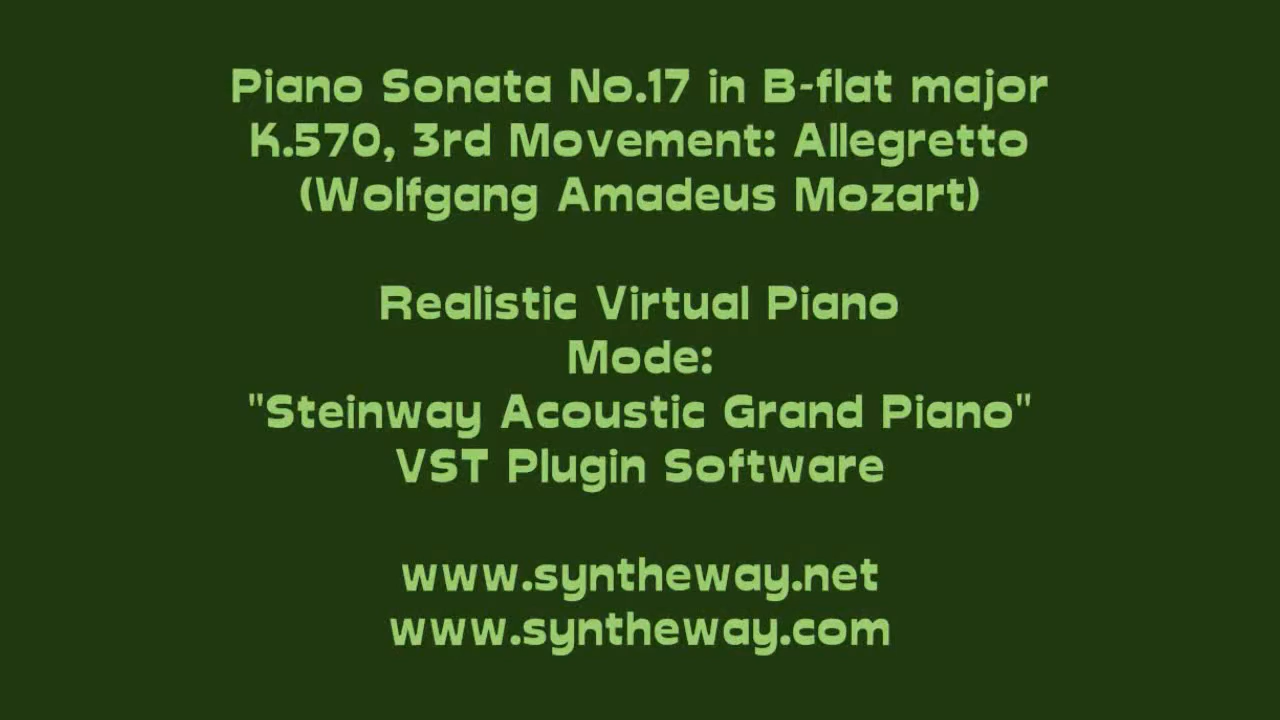 Piano Sonata No.17 in B-flat major
K.570, 3rd Movement: Allegretto
(Wolfgang Amadeus Mozart)
Realistic Virtual Piano
Mode:
"Steinway Acoustic Grand Piano"
VST Plugin Software
www.syntheway.net
www.syntheway.com